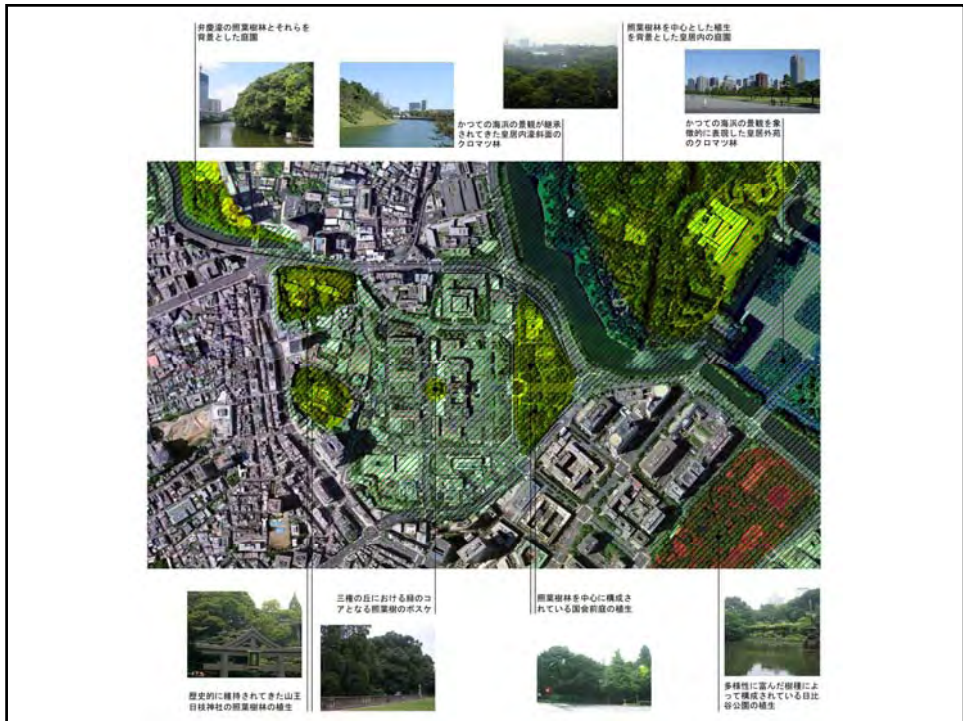 弁慶濠の照葉樹林とそれらを
背景とした庭園
照葉樹林を中心とした植生
を背景とした皇居内の庭園
かつての海浜の景観が継承
されてきた皇居内濠斜面の
クロマツ林
かつての海浜の景観を象
徴的に表現した皇居外苑
のクロマツ林
三権の丘における緑のコ
アとなる照葉樹のボスケ
照葉樹林を中心に構成さ
れている国会前庭の植生
歴史的に維持されてきた山王
日枝神社の照葉樹林の植生
多様性に富んだ樹種によ
って構成されている日比
谷公園の植生